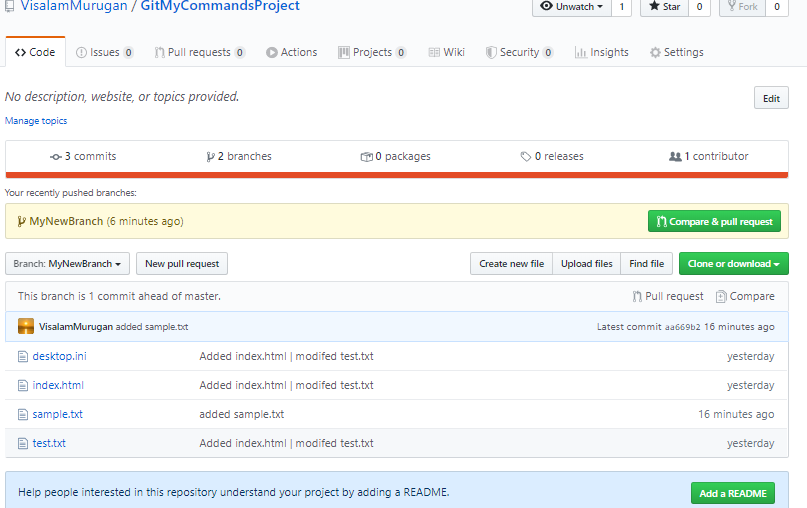 VisalamMurugan / GitMyCommandsProject Unwatch 1 Star 0 Fork 0
Code Issues 0 Pull requests 0 Actions Projects 0 Wiki Security 0 Insights Settings
No description, website, or topics provided. Edit
Manage topics
3 commits 2 branches 0 packages 0 releases 1 contributor
Your recently pushed branches:
MyNewBranch (6 minutes ago) Compare & pull request
Branch: MyNewBranch New pull request Create new file Upload files Find file Clone or download
This branch is 1 commit ahead of master. Pull request Compare
VisalamMurugan added sample.txt Latest commit aa669b2 16 minutes ago
desktop.ini Added index.html | modifed test.txt yesterday
index.html Added index.html | modifed test.txt yesterday
sample.txt added sample.txt 16 minutes ago
test.txt Added index.html | modifed test.txt yesterday
Help people interested in this repository understand your project by adding a README. Add a README